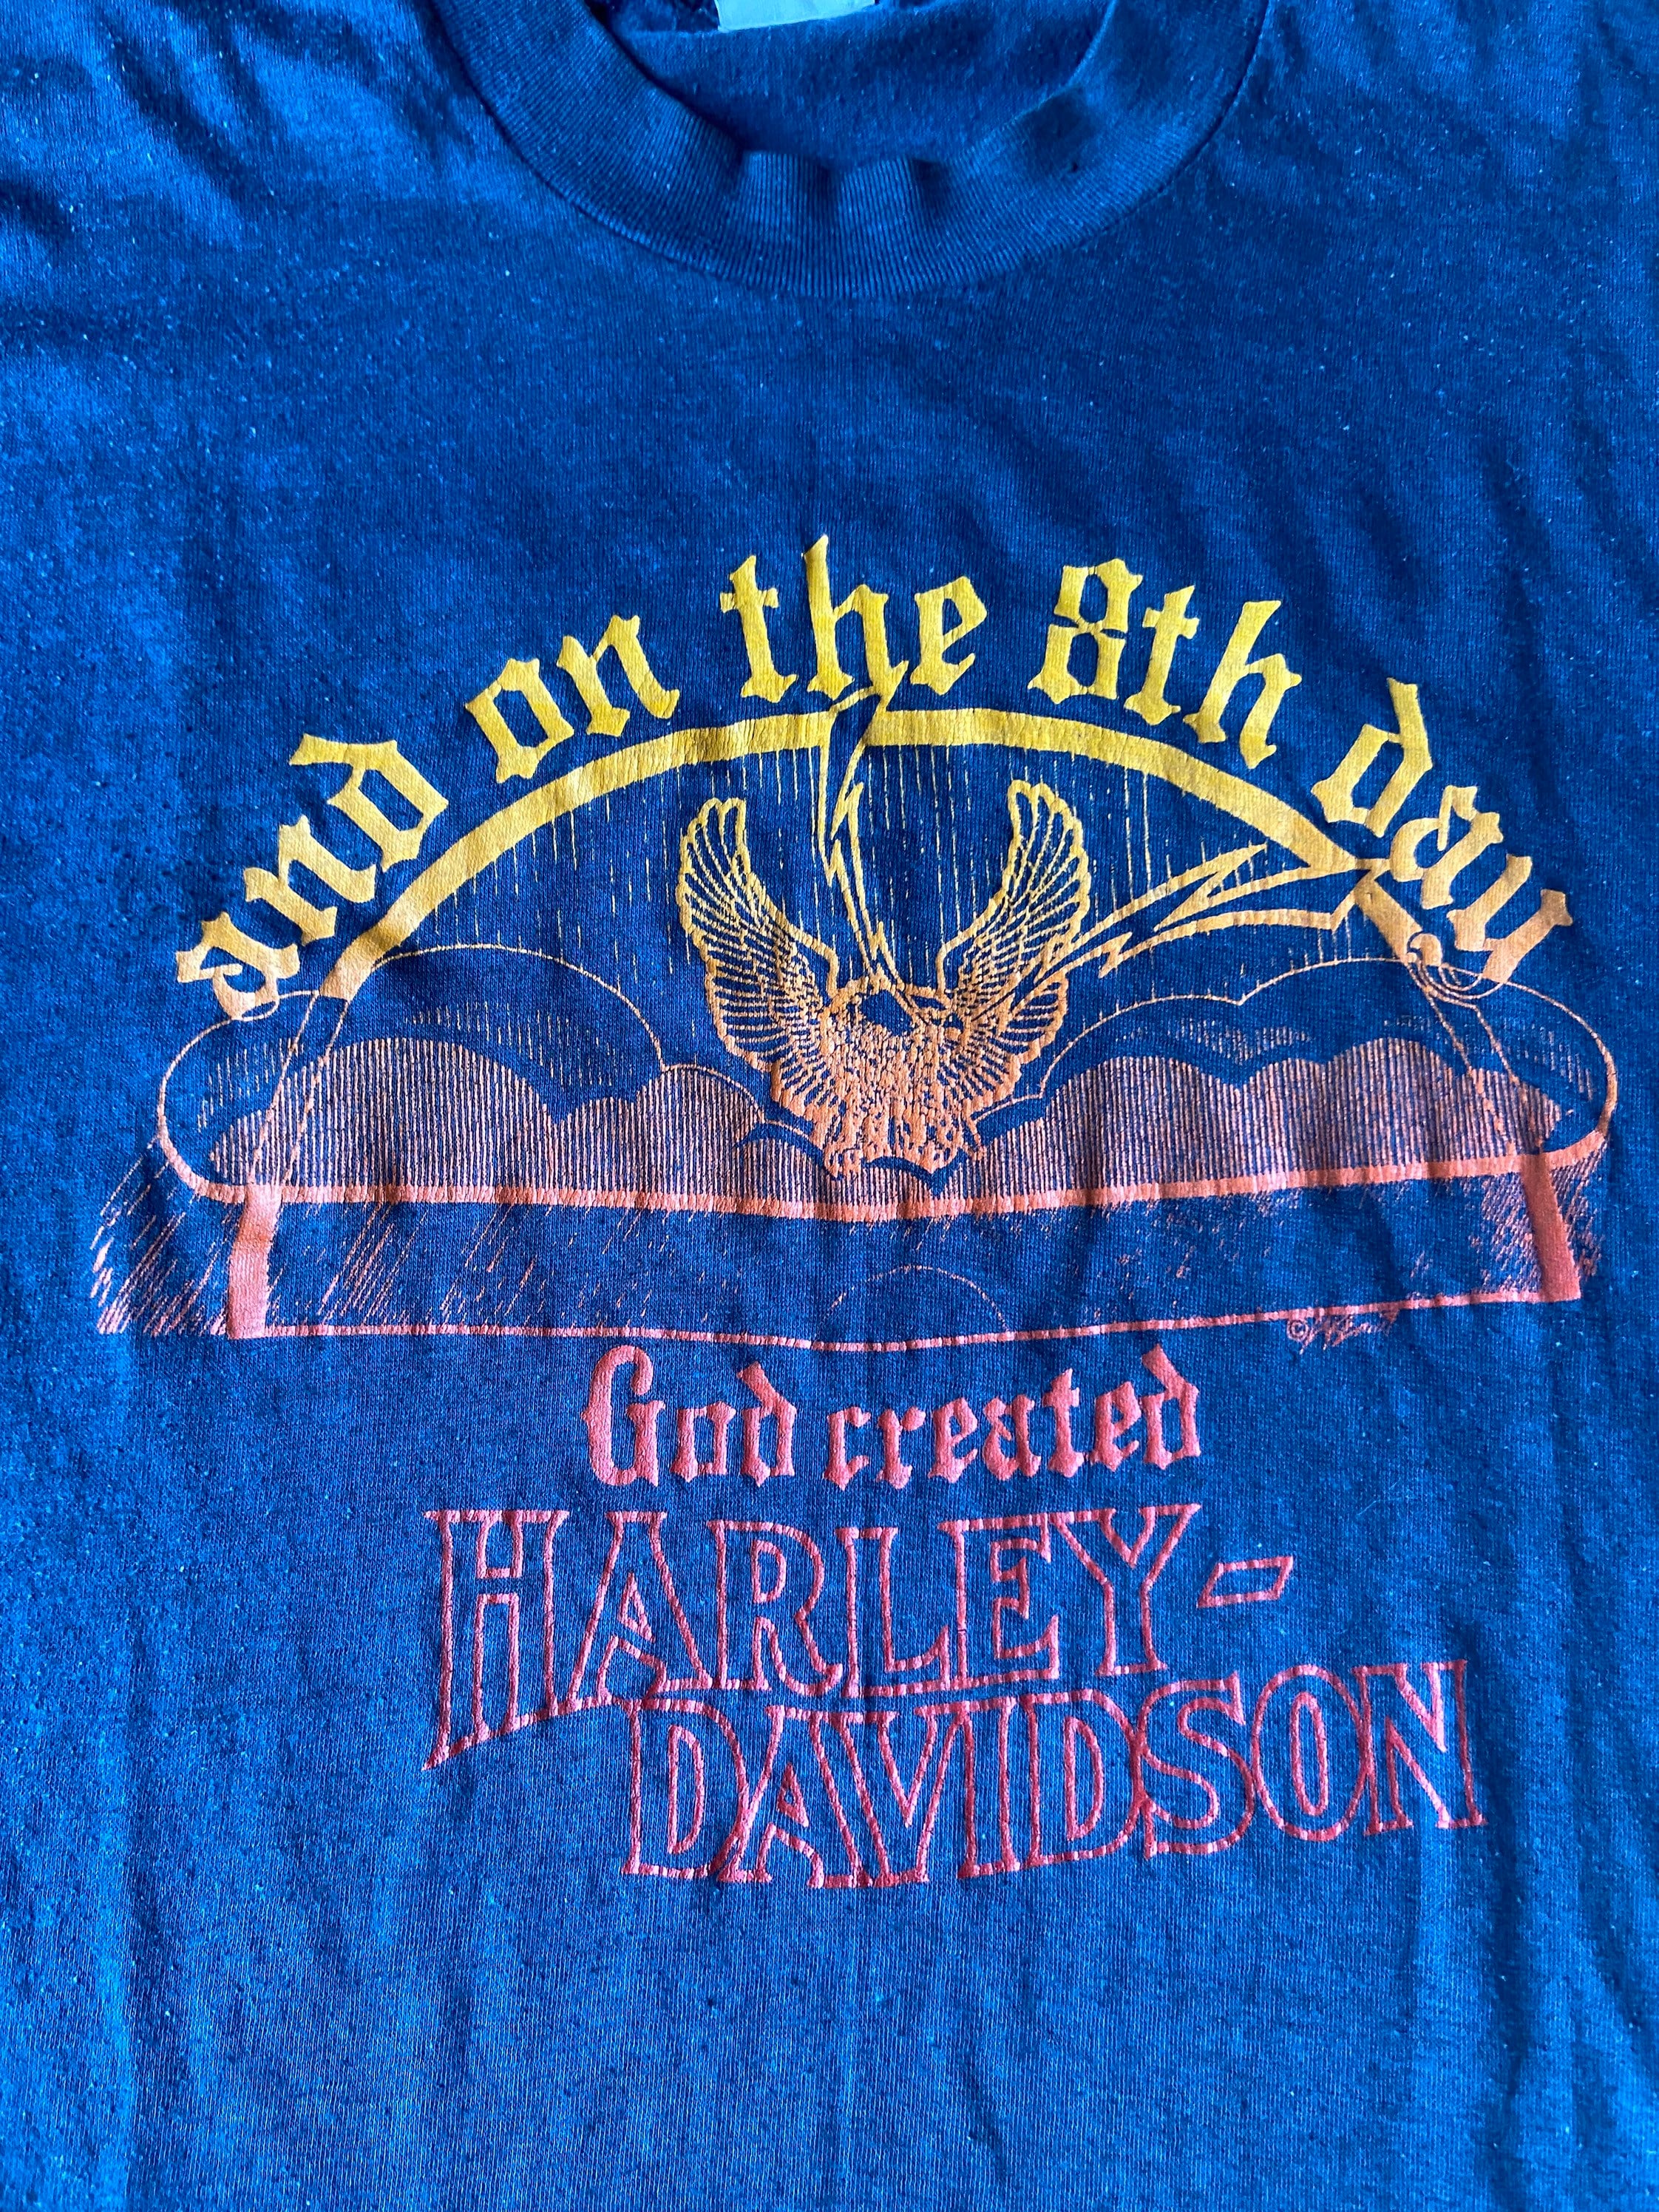 and on the 8th day
©
God created
HARLEY-
DAVIDSON